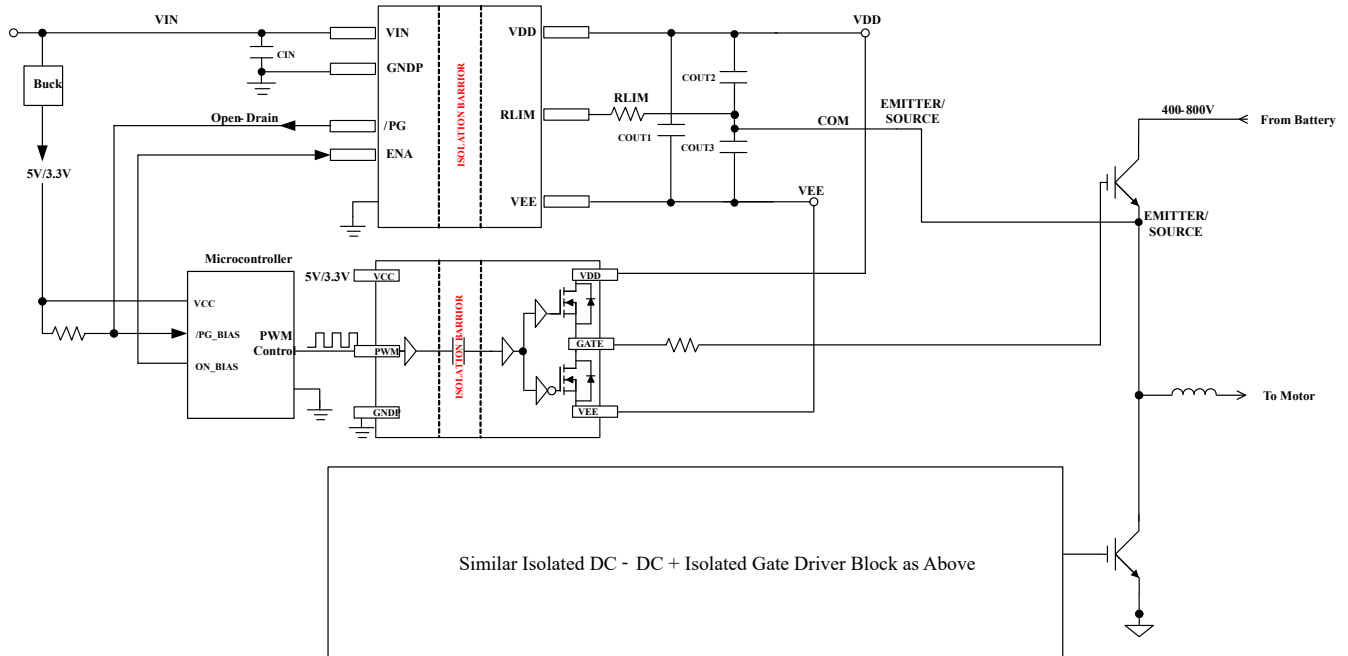 VIN
VIN
CIN
GNDP
Buck
Open- Drain
/PG
ENA
5V/3.3V
ISOLATION BARRIER
VDD
RLIM
VEE
RLIM
COUT1
COUT2
COUT3
VDD
COM
EMITTER/
SOURCE
VEE
400-800V
From Battery
EMITTER/
SOURCE
Microcontroller
VCC
/PG_BIAS
ON_BIAS
PWM
Control
5V/3.3V
VCC
PWM
GNDP
ISOLATION BARRIER
VDD
GATE
VEE
To Motor
Similar Isolated DC - DC + Isolated Gate Driver Block as Above